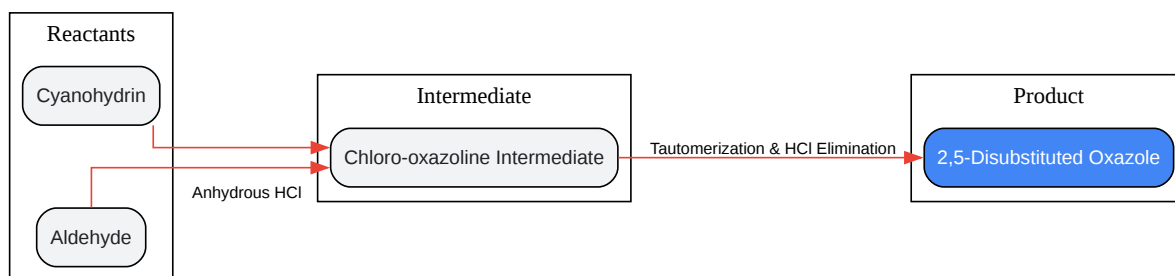 Reactants
Cyanohydrin
Aldehyde
Anhydrous HCl
Intermediate
Chloro-oxazoline Intermediate
Tautomerization & HCl Elimination
Product
2,5-Disubstituted Oxazole